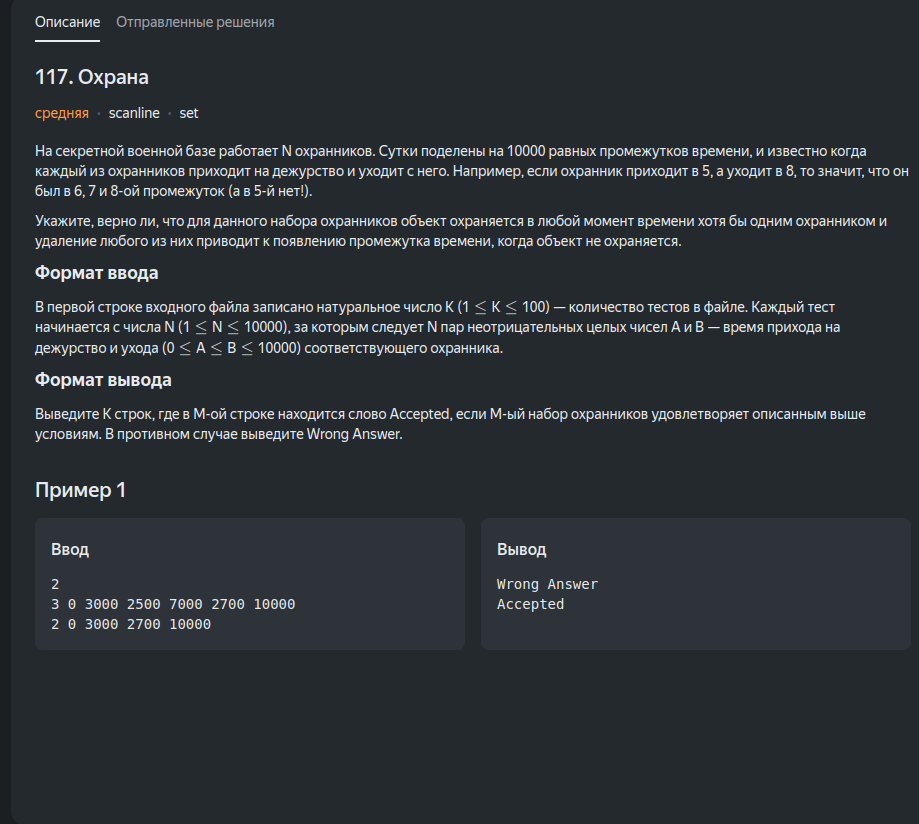 Описание Отправленные решения
117. Охрана
средняя · scanline · set
На секретной военной базе работает N охранников. Сутки поделены на 10000 равных промежутков времени, и известно когда
каждый из охранников приходит на дежурство и уходит с него. Например, если охранник приходит в 5, а уходит в 8, то значит, что он
был в 6, 7 и 8-ой промежуток (а в 5-й нет!).
Укажите, верно ли, что для данного набора охранников объект охраняется в любой момент времени хотя бы одним охранником и
удаление любого из них приводит к появлению промежутка времени, когда объект не охраняется.
Формат ввода
В первой строке входного файла записано натуральное число K (1 ≤ K ≤ 100) — количество тестов в файле. Каждый тест
начинается с числа N (1 ≤ N ≤ 10000), за которым следует N пар неотрицательных целых чисел A и B — время прихода на
дежурство и ухода (0 ≤ A ≤ B ≤ 10000) соответствующего охранника.
Формат вывода
Выведите K строк, где в M-ой строке находится слово Accepted, если M-ый набор охранников удовлетворяет описанным выше
условиям. В противном случае выведите Wrong Answer.
Пример 1
Ввод
2
3 0 3000 2500 7000 2700 10000
2 0 3000 2700 10000
Вывод
Wrong Answer
Accepted